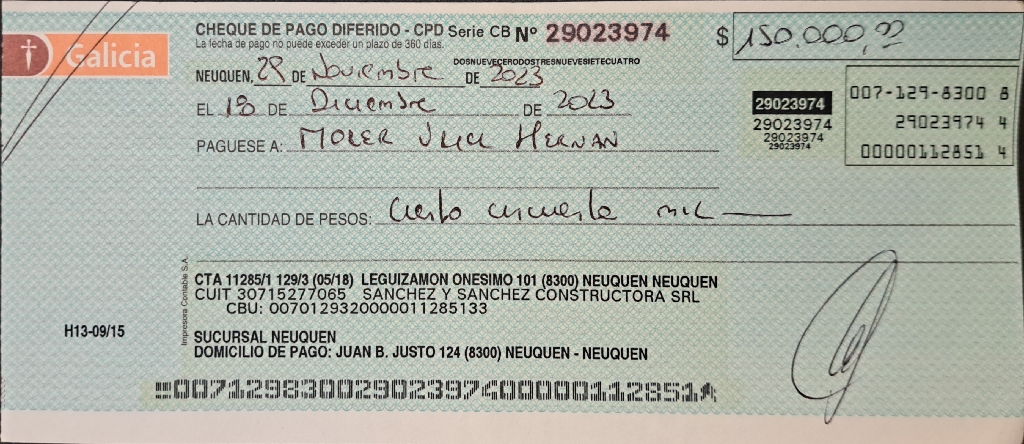 Galicia
CHEQUE DE PAGO DIFERIDO - CPD Serie CB Nº 29023974
La fecha de pago no puede exceder un plazo de 360 días.
$ 150.000,00
DOSNUEVECERODOSTRESNUEVESIETECUATRO
NEUQUEN, 29 DE Noviembre DE 2023
EL 18 DE Diciembre DE 2023
PAGUESE A: MOLER JUL HERNAN
29023974
29023974
29023974
29023974
007-129-8300 8
29023974 4
00000112851 4
LA CANTIDAD DE PESOS: Ciento cincuenta mil
Impresora Contable S.A.
CTA 11285/1 129/3 (05/18) LEGUIZAMON ONESIMO 101 (8300) NEUQUEN NEUQUEN
CUIT 30715277065 SANCHEZ Y SANCHEZ CONSTRUCTORA SRL
CBU: 0070129320000011285133
H13-09/15
SUCURSAL NEUQUEN
DOMICILIO DE PAGO: JUAN B. JUSTO 124 (8300) NEUQUEN - NEUQUEN
00712983002902397400000112851